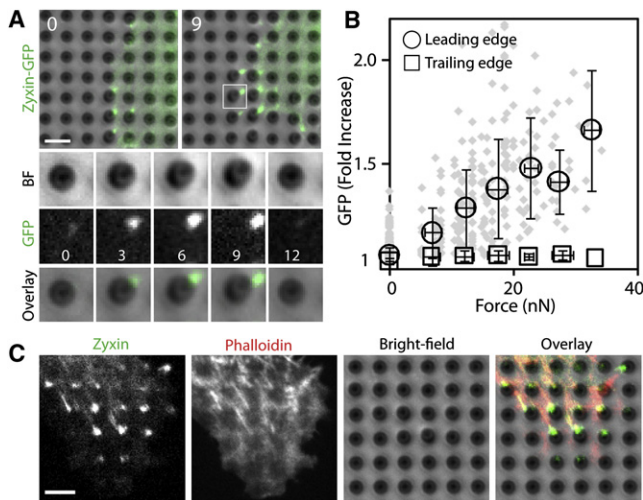 A
0
9
Zyxin-GFP
BF
GFP
0 3 6 9 12
Overlay
B
2.0
1.5
1
GFP (Fold Increase)
Leading edge
Trailing edge
0 20 40
Force (nN)
C
Zyxin
Phalloidin
Bright-field
Overlay